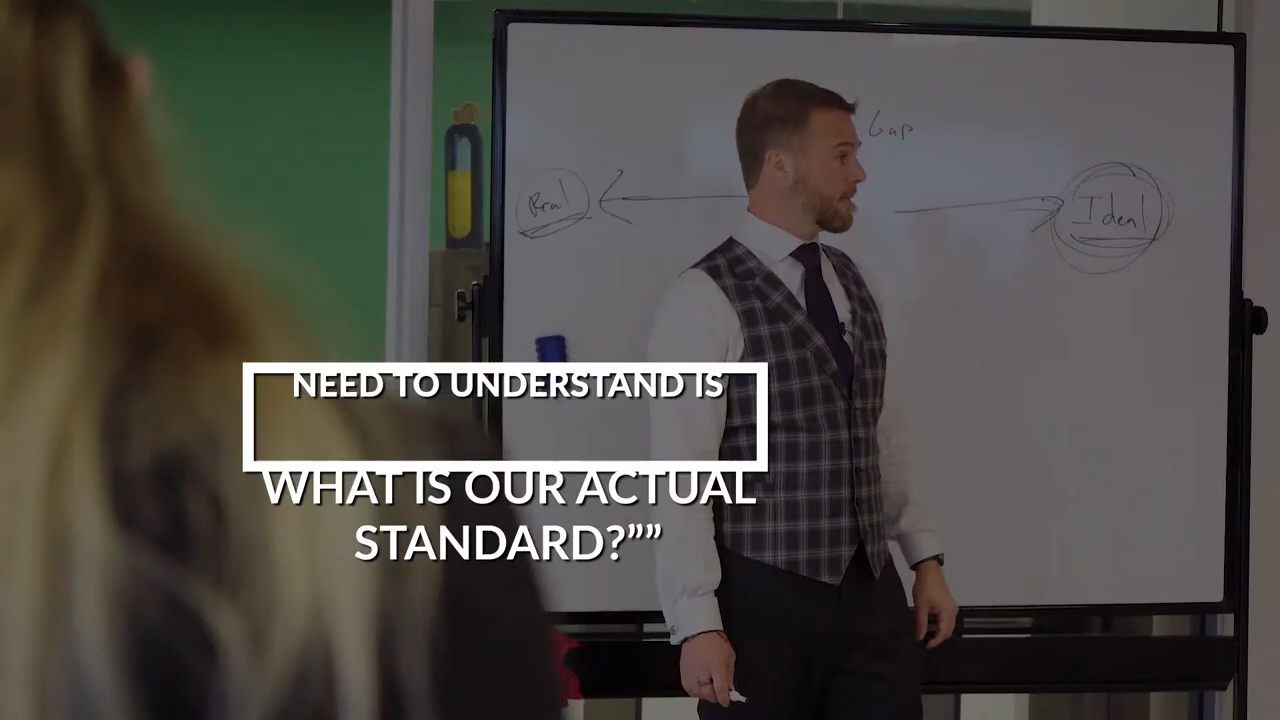 Gap
Real
Ideal
NEED TO UNDERSTAND IS
WHAT IS OUR ACTUAL
STANDARD?””